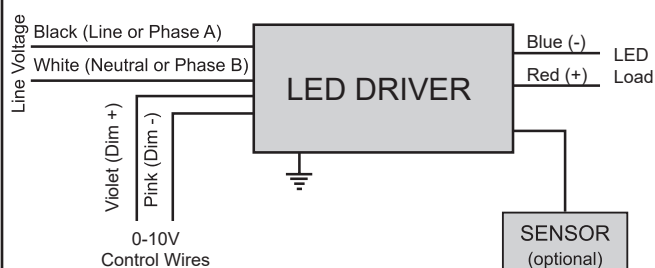 Line Voltage
Black (Line or Phase A)
White (Neutral or Phase B)
Violet (Dim +)
Pink (Dim -)
0-10V
Control Wires
LED DRIVER
Blue (-)
Red (+)
LED
Load
SENSOR
(optional)